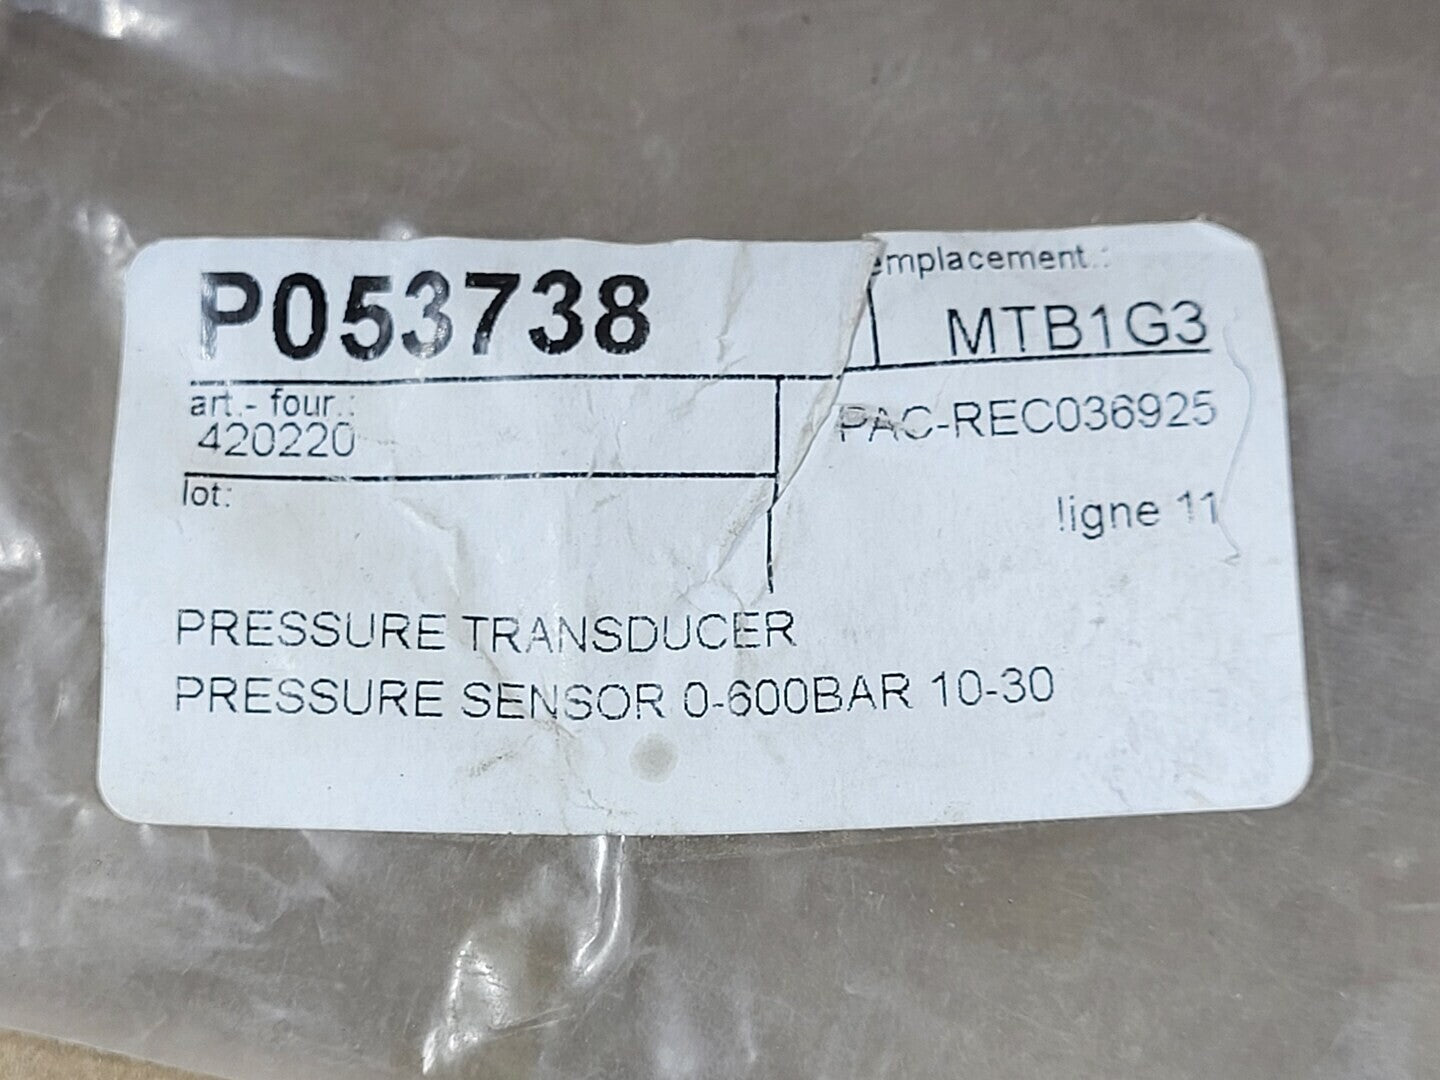 P053738
emplacement.:
MTB1G3
art.- four.:
420220
PAC-REC036925
lot:
ligne 11
PRESSURE TRANSDUCER
PRESSURE SENSOR 0-600BAR 10-30